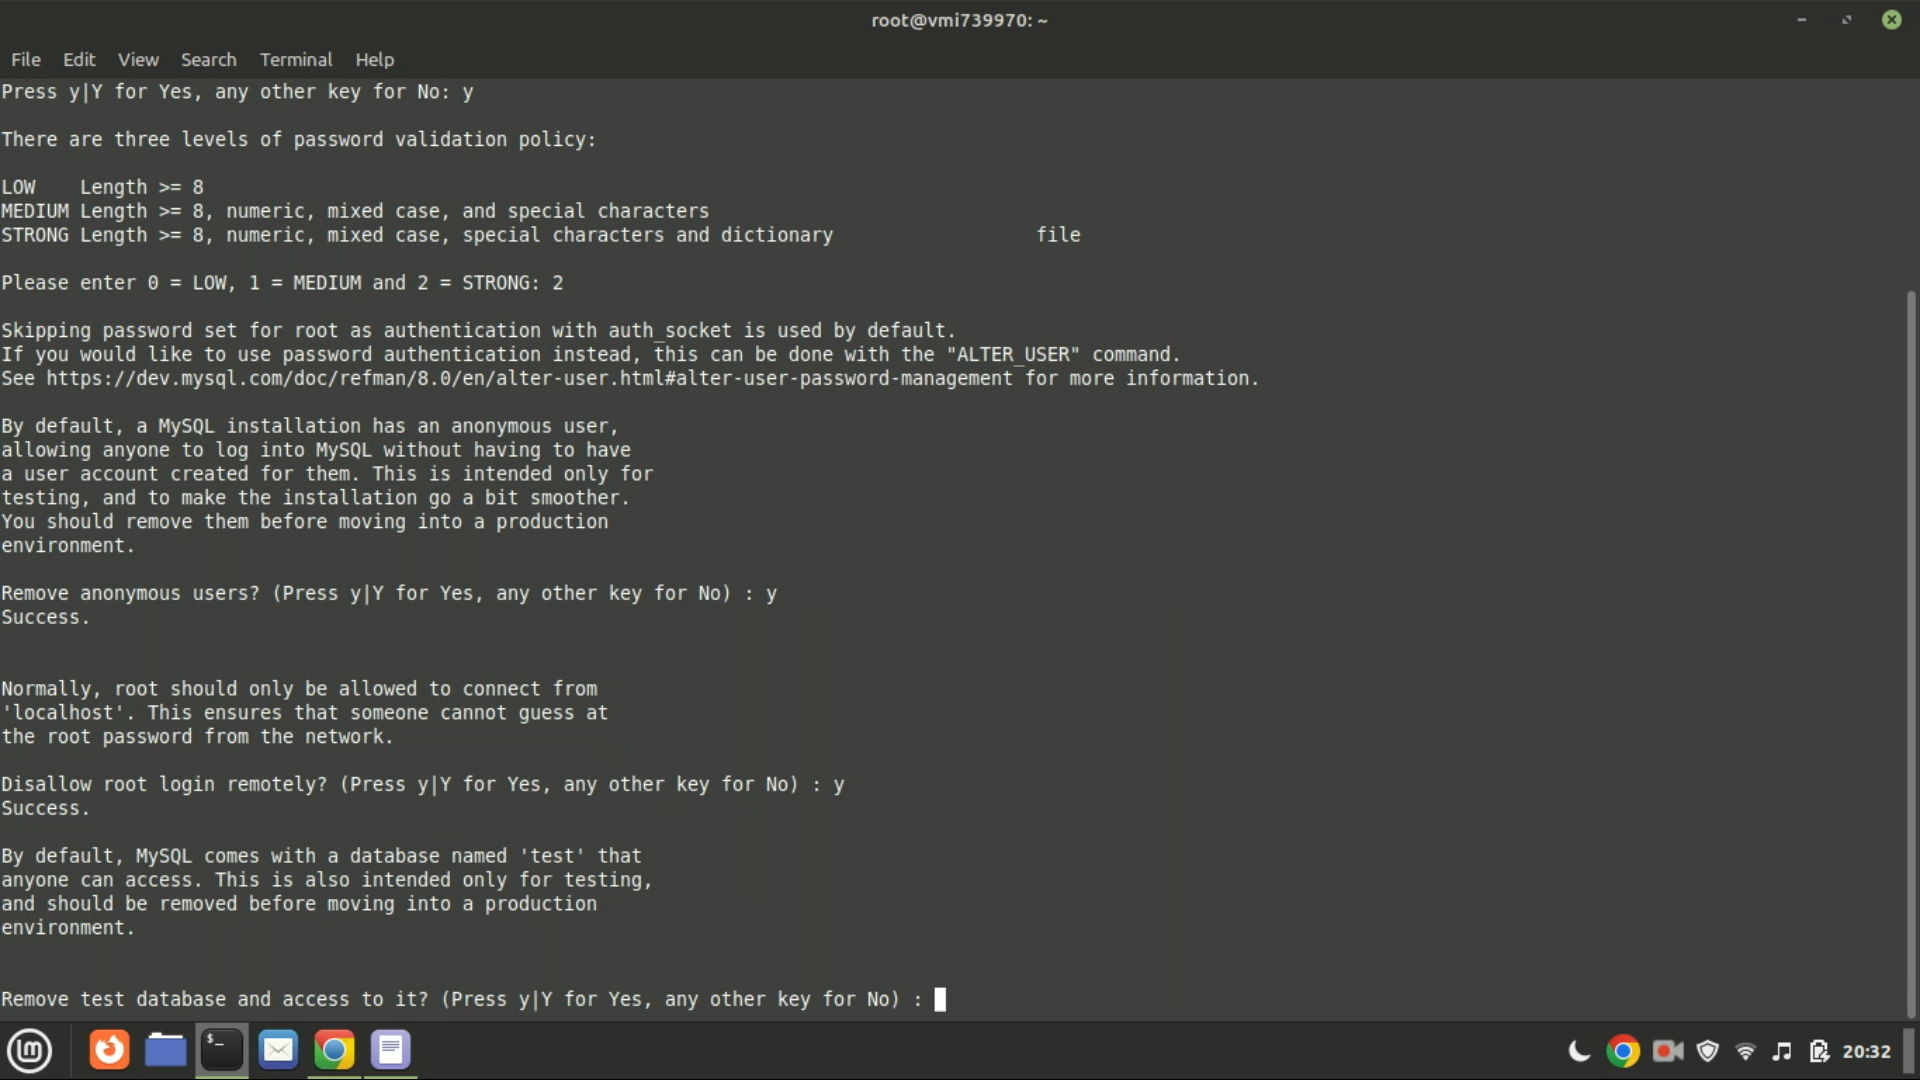 root@vmi739970: ~
File Edit View Search Terminal Help
Press y|Y for Yes, any other key for No: y
There are three levels of password validation policy:
LOW    Length >= 8
MEDIUM Length >= 8, numeric, mixed case, and special characters
STRONG Length >= 8, numeric, mixed case, special characters and dictionary                  file
Please enter 0 = LOW, 1 = MEDIUM and 2 = STRONG: 2
Skipping password set for root as authentication with auth_socket is used by default.
If you would like to use password authentication instead, this can be done with the "ALTER_USER" command.
See https://dev.mysql.com/doc/refman/8.0/en/alter-user.html#alter-user-password-management for more information.
By default, a MySQL installation has an anonymous user,
allowing anyone to log into MySQL without having to have
a user account created for them. This is intended only for
testing, and to make the installation go a bit smoother.
You should remove them before moving into a production
environment.
Remove anonymous users? (Press y|Y for Yes, any other key for No) : y
Success.
Normally, root should only be allowed to connect from
'localhost'. This ensures that someone cannot guess at
the root password from the network.
Disallow root login remotely? (Press y|Y for Yes, any other key for No) : y
Success.
By default, MySQL comes with a database named 'test' that
anyone can access. This is also intended only for testing,
and should be removed before moving into a production
environment.
Remove test database and access to it? (Press y|Y for Yes, any other key for No) :
20:32